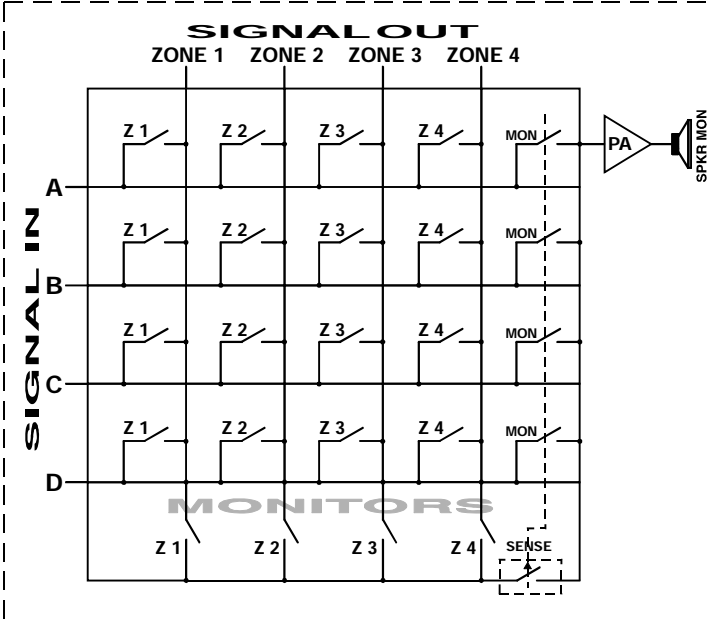 SIGNAL OUT
ZONE 1 ZONE 2 ZONE 3 ZONE 4
Z 1 Z 2 Z 3 Z 4 MON
PA
SPKR MON
A
Z 1 Z 2 Z 3 Z 4 MON
SIGNAL IN
B
Z 1 Z 2 Z 3 Z 4 MON
C
Z 1 Z 2 Z 3 Z 4 MON
D
MONITORS
Z 1 Z 2 Z 3 Z 4 SENSE